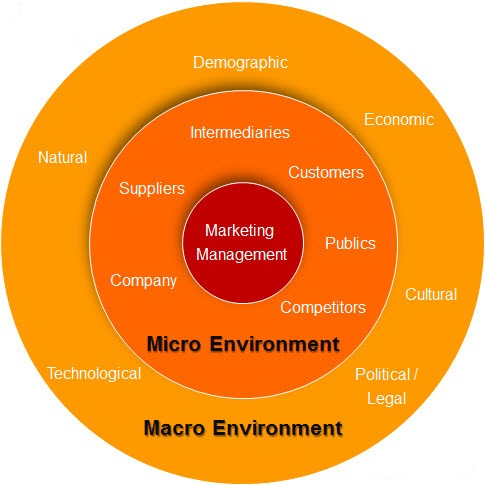 Demographic
Economic
Intermediaries
Natural
Customers
Suppliers
Marketing
Management
Publics
Company
Cultural
Competitors
Micro Environment
Technological
Political /
Legal
Macro Environment